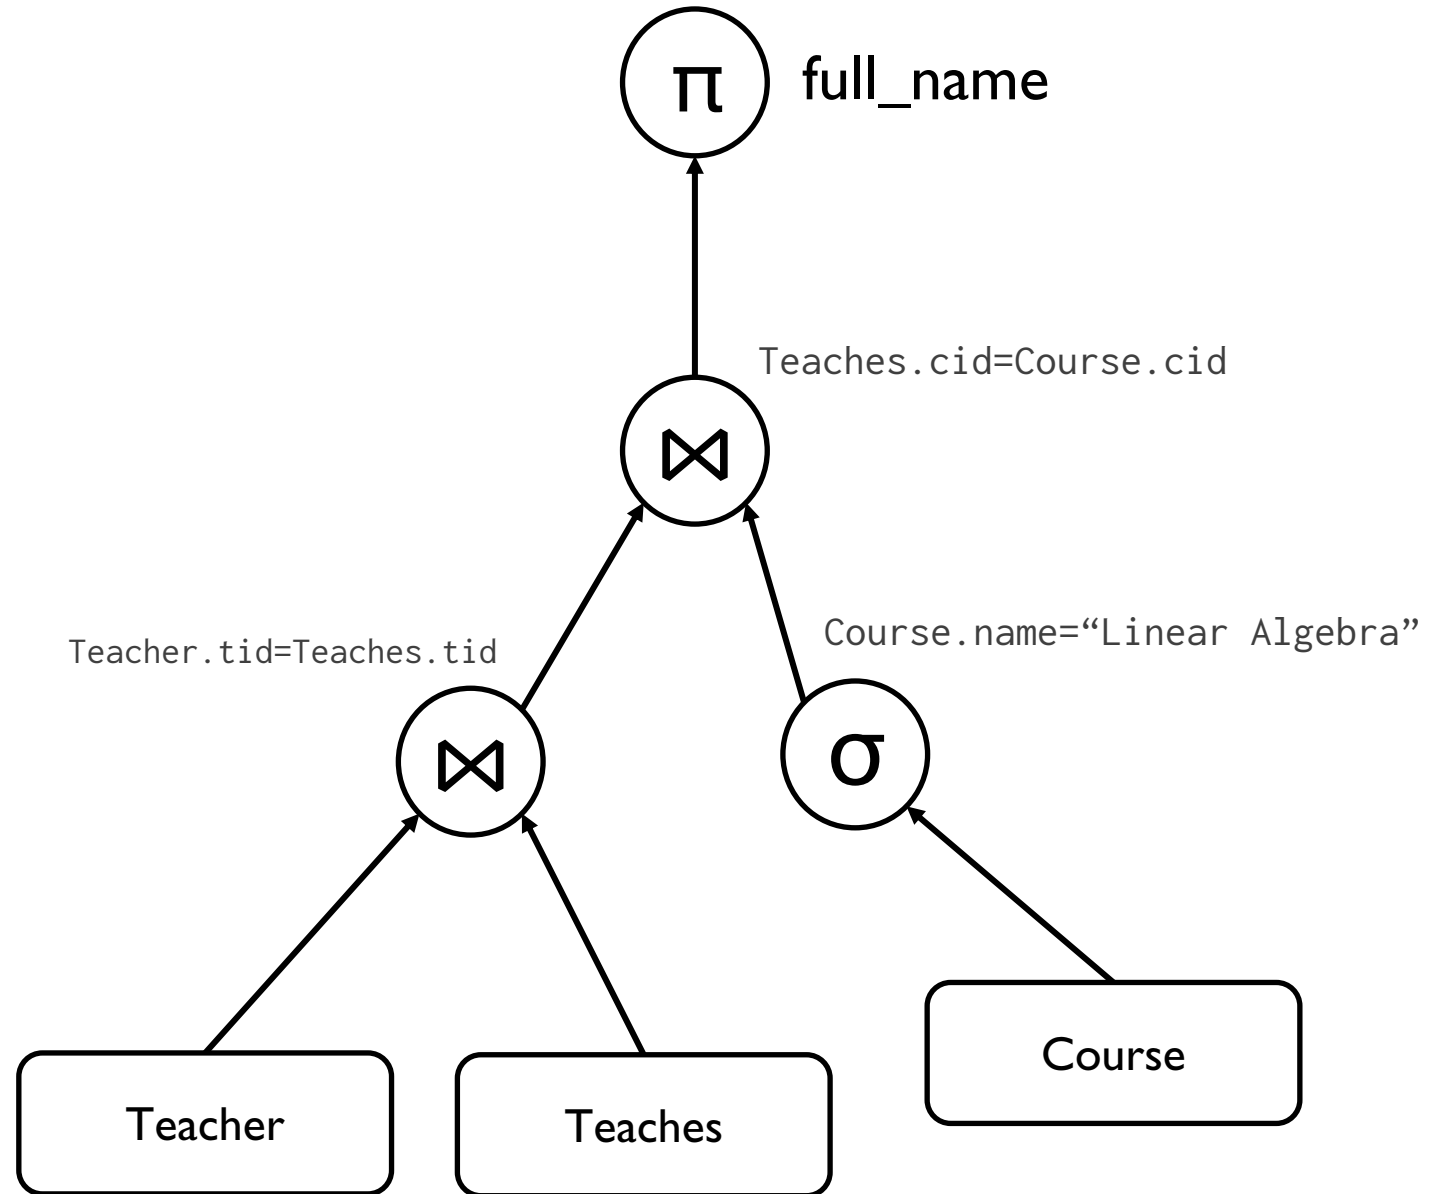 π full_name
Teaches.cid=Course.cid
⋈
Teacher.tid=Teaches.tid
Course.name=“Linear Algebra”
⋈
σ
Course
Teacher
Teaches